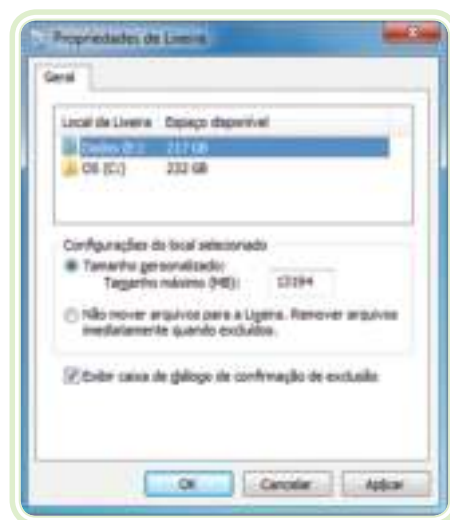 Propriedades de Lixeira
Geral
Local da Lixeira Espaço disponível
Dados (E:) 217 GB
OS (C:) 232 GB
Configurações do local selecionado
Tamanho personalizado:
Tamanho máximo (MB): 13194
Não mover arquivos para a Lixeira. Remover arquivos
imediatamente quando excluídos.
Exibir caixa de diálogo de confirmação de exclusão
OK Cancelar Aplicar